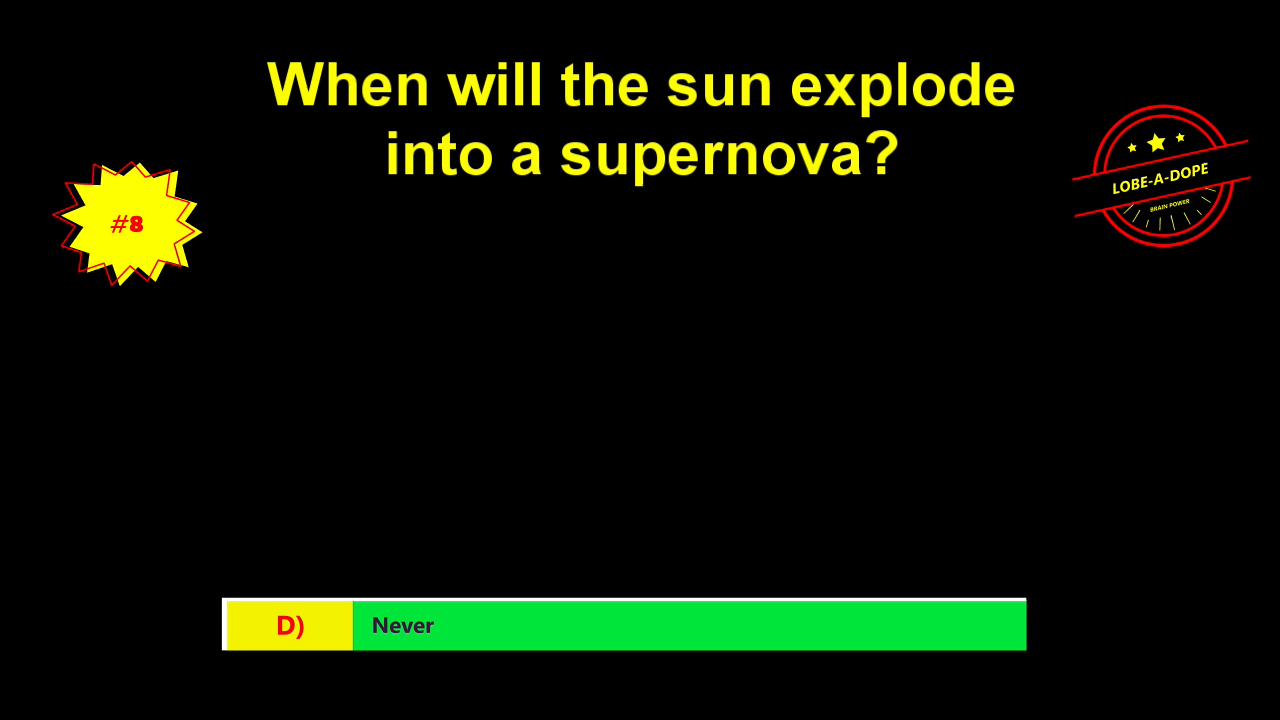 When will the sun explode
into a supernova?
#8
LOBE-A-DOPE
BRAIN POWER
D) Never